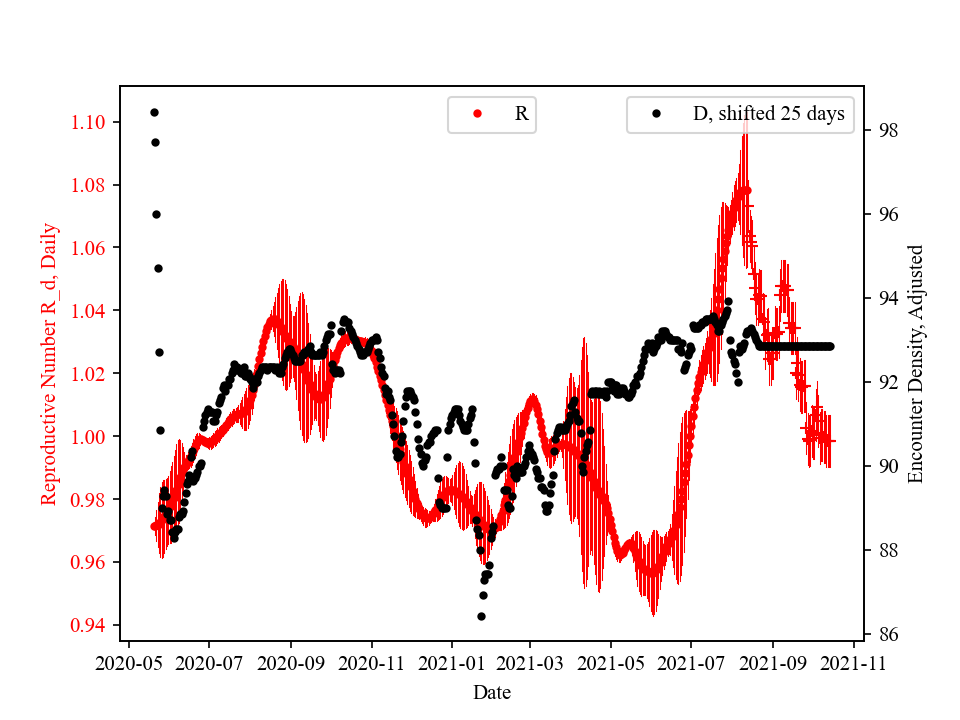 R
D, shifted 25 days
Reproductive Number R_d, Daily
1.10
1.08
1.06
1.04
1.02
1.00
0.98
0.96
0.94
98
96
94
92
90
88
86
Encounter Density, Adjusted
2020-05 2020-07 2020-09 2020-11 2021-01 2021-03 2021-05 2021-07 2021-09 2021-11
Date